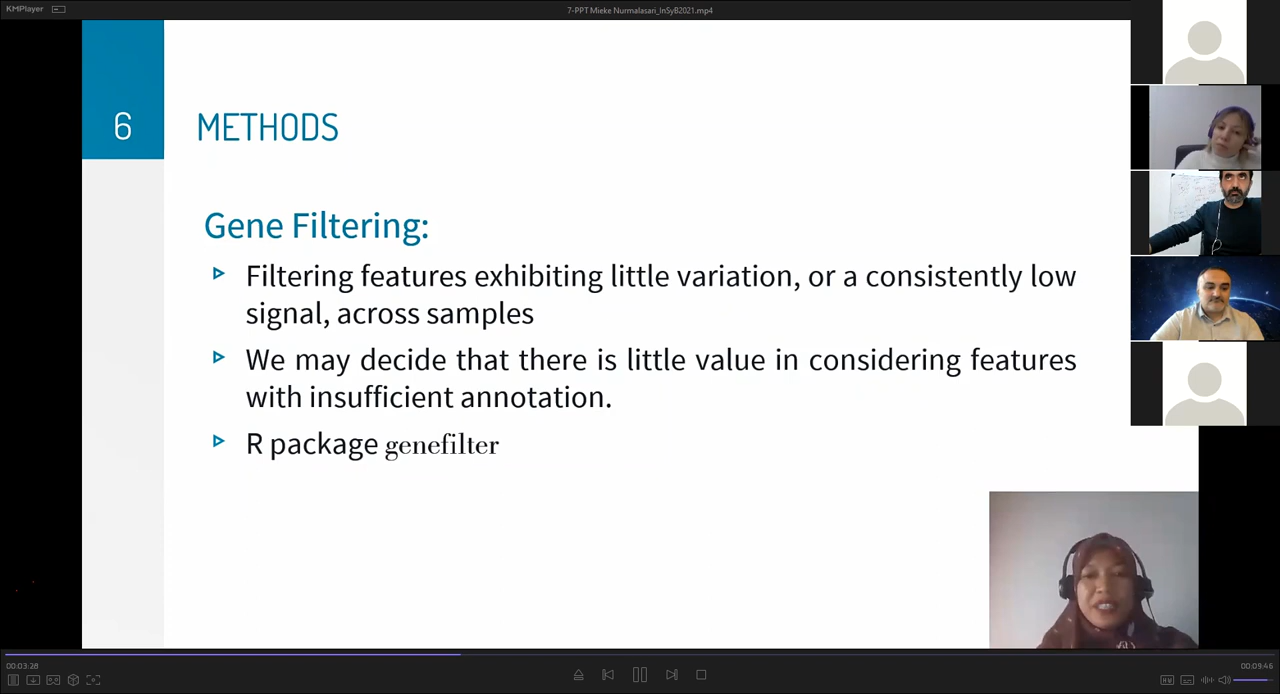 KMPlayer
7-PPT Mieke Nurmalasari_InSyB2021.mp4
6
METHODS
Gene Filtering:
Filtering features exhibiting little variation, or a consistently low
signal, across samples
We may decide that there is little value in considering features
with insufficient annotation.
R package genefilter
00:03:28
00:09:46